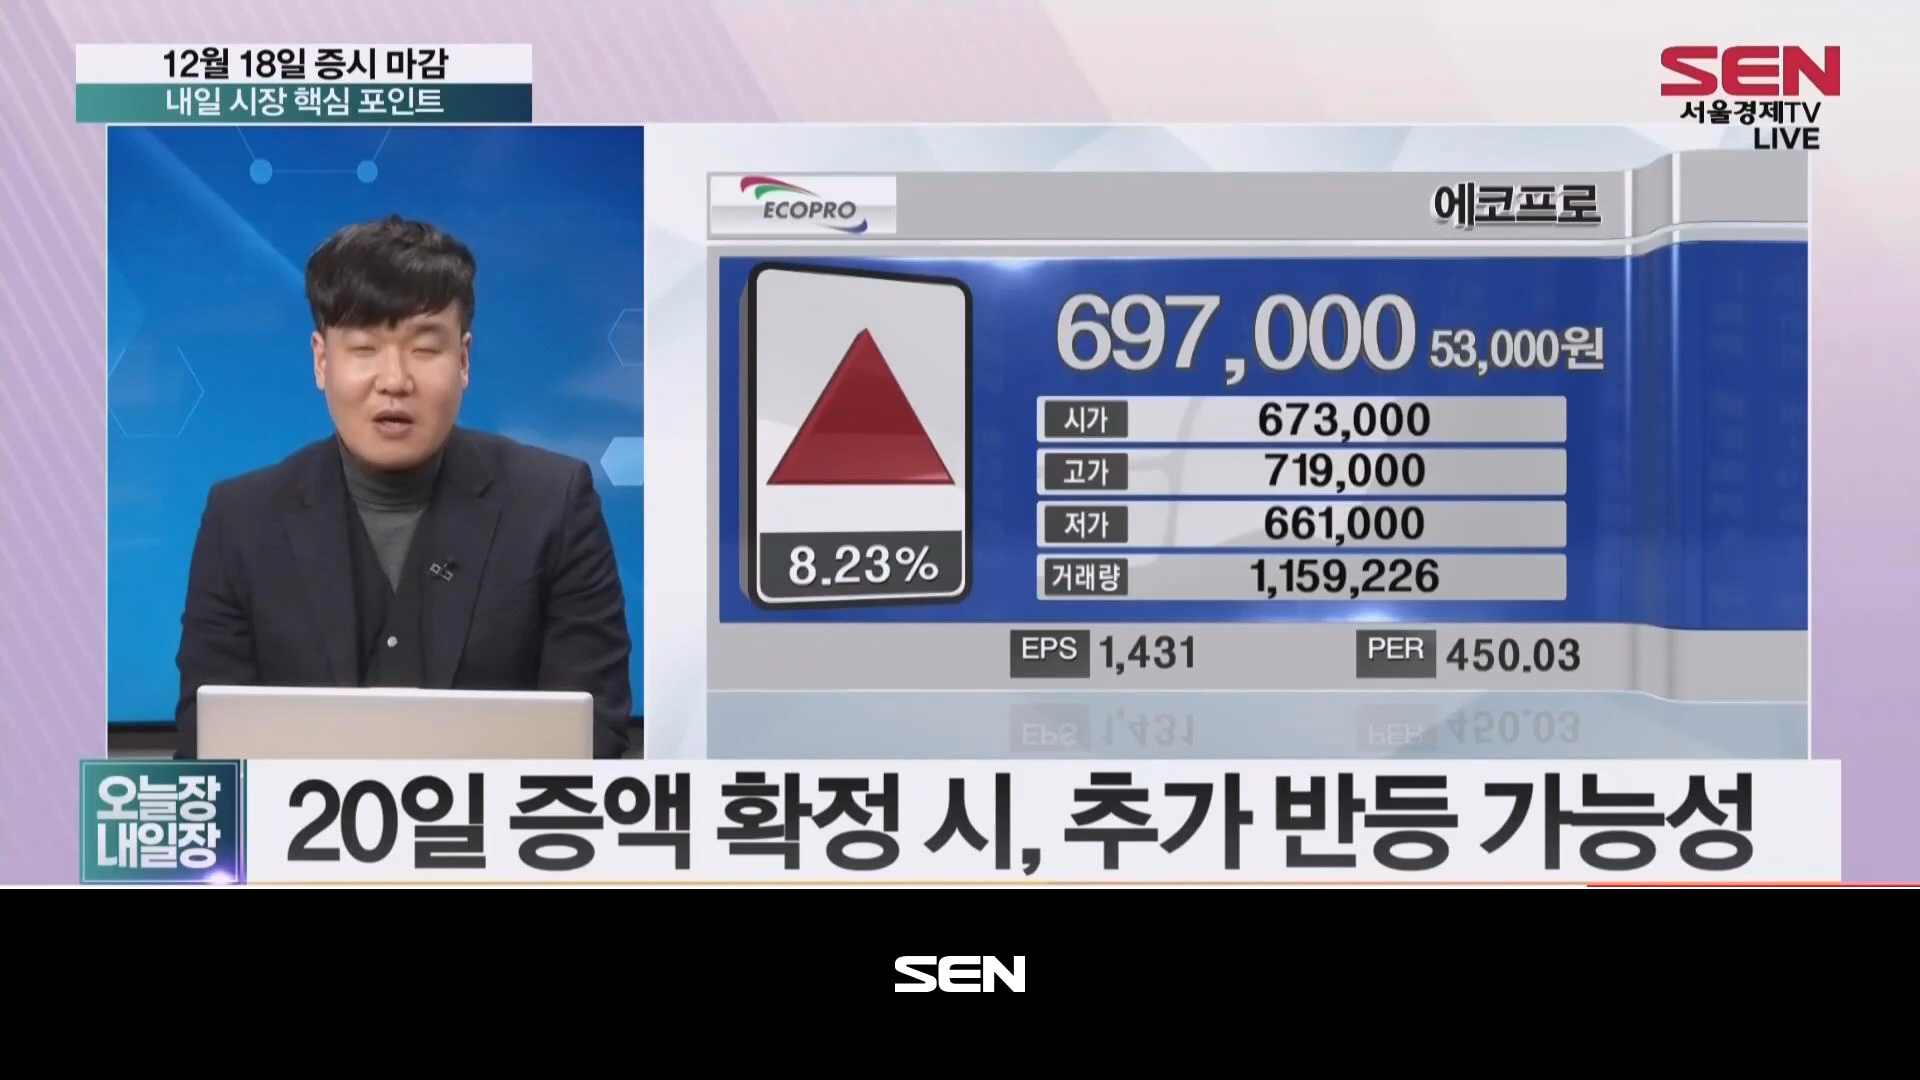 12월 18일 증시 마감
내일 시장 핵심 포인트
SEN
서울경제TV
LIVE
ECOPRO
에코프로
697,000 53,000원
시가 673,000
고가 719,000
저가 661,000
거래량 1,159,226
8.23%
EPS 1,431 PER 450.03
오늘장
내일장
20일 증액 확정 시, 추가 반등 가능성
SEN